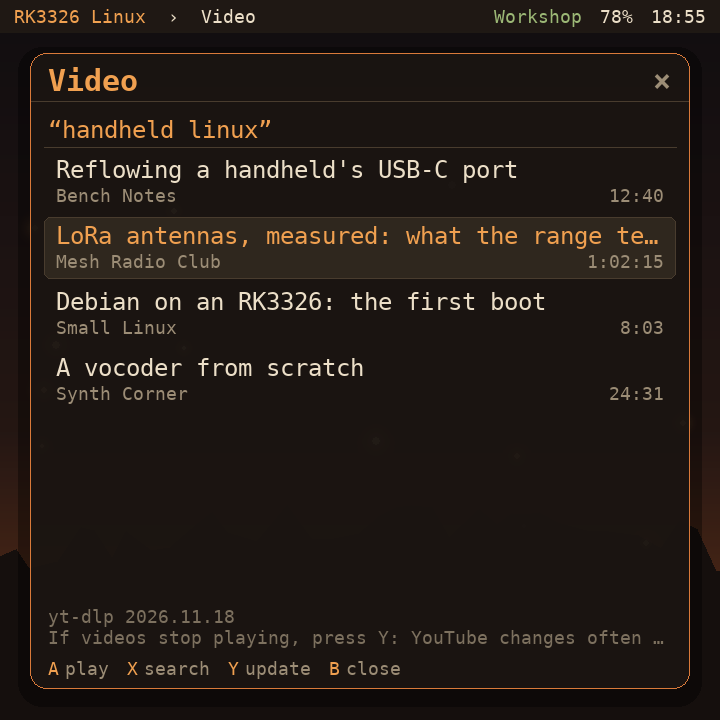 RK3326 Linux › Video Workshop 78% 18:55
Video ×
“handheld linux”
Reflowing a handheld's USB-C port
Bench Notes 12:40
LoRa antennas, measured: what the range te…
Mesh Radio Club 1:02:15
Debian on an RK3326: the first boot
Small Linux 8:03
A vocoder from scratch
Synth Corner 24:31
yt-dlp 2026.11.18
If videos stop playing, press Y: YouTube changes often …
A play X search Y update B close